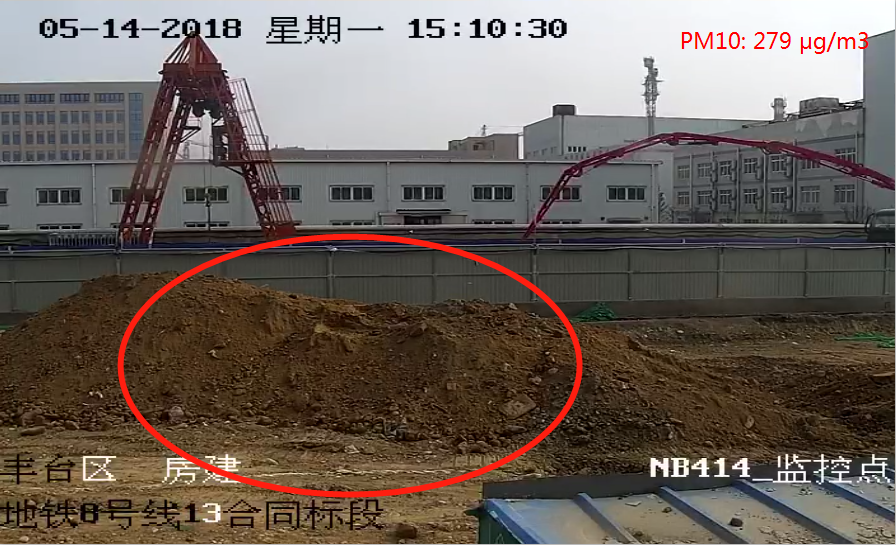 05-14-2018 星期一 15:10:30
PM10: 279 μg/m3
丰台区 房建
NB414_监控点
地铁8号线13合同标段